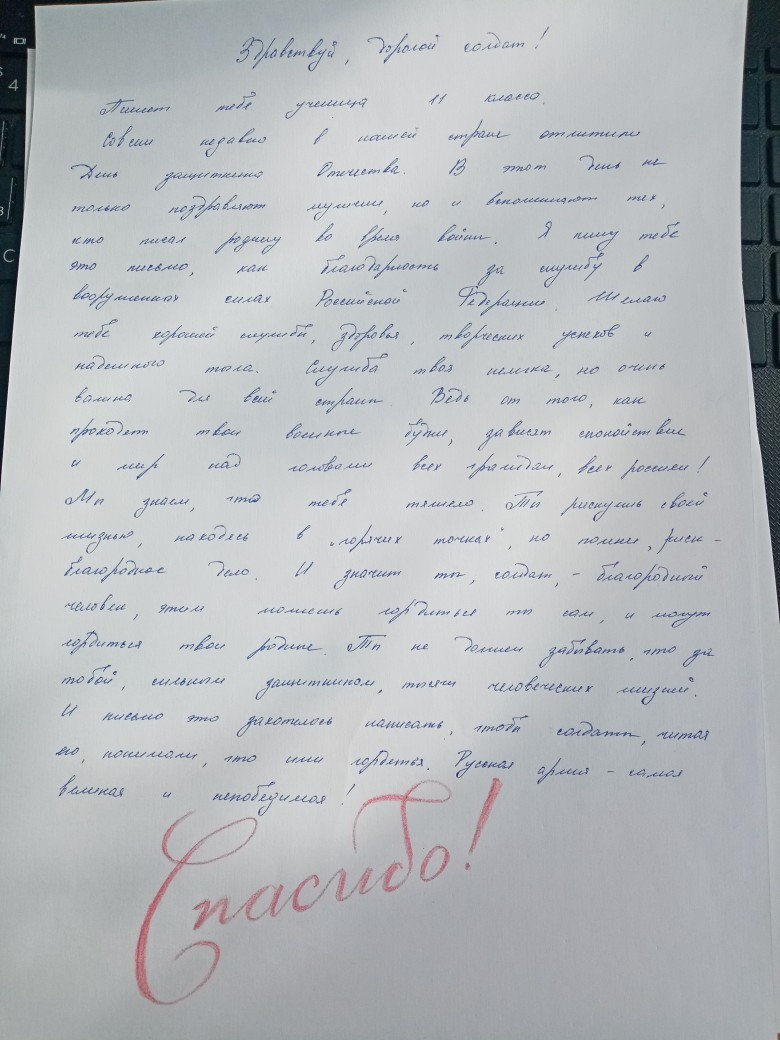 Здравствуй, дорогой солдат!
Пишет тебе ученица 11 класса.
Совсем недавно в нашей стране отметили
День защитника Отечества. В этот день не
только поздравляют мужчин, но и вспоминают тех,
кто спасал родину во время войны. Я пишу тебе
это письмо, как благодарность за службу в
вооруженных силах Российской Федерации. Желаю
тебе хорошей службы, здоровья, творческих успехов и
надежного тыла. Служба твоя нелегка, но очень
важна для всей страны. Ведь от того, как
проходят твои военные будни, зависят спокойствие
и мир над головами всех граждан, всех россиян!
Мы знаем, что тебе тяжело. Ты рискуешь своей
жизнью, находясь в "горячих точках", но помни, риск -
благородное дело. И значит ты, солдат, - благородный
человек, этим можешь гордиться ты сам, и могут
гордиться твои родные. Ты не должен забывать, что за
тобой, сильным защитником, тысячи человеческих жизней.
И письмо это захотелось написать, чтобы солдаты, читая
его, понимали, что ими гордятся. Русская армия - самая
великая и непобедимая!
Спасибо!